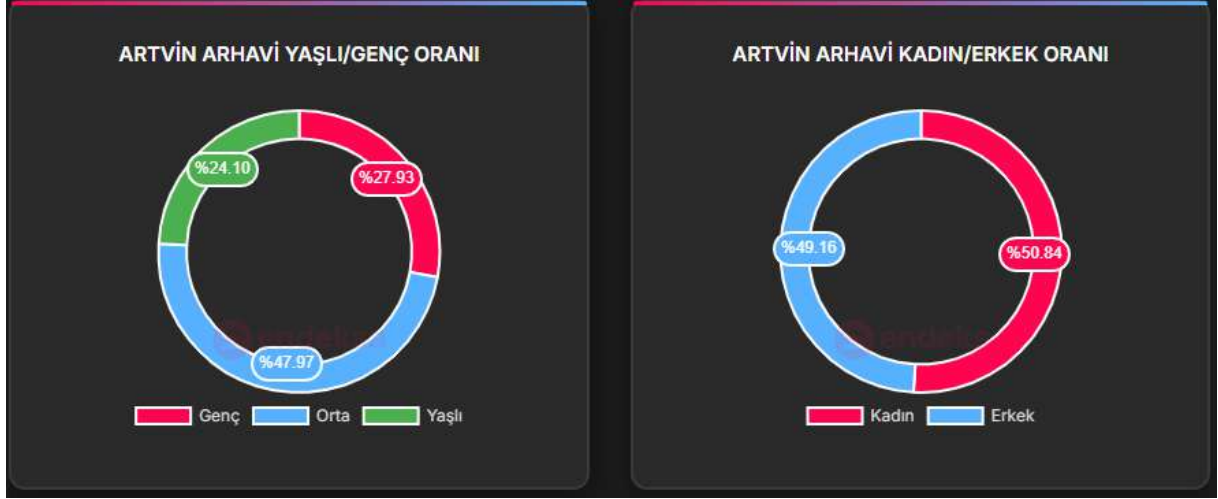 ARTVİN ARHAVİ YAŞLI/GENÇ ORANI
%24.10
%27.93
%47.97
Genç Orta Yaşlı
ARTVİN ARHAVİ KADIN/ERKEK ORANI
%49.16
%50.84
Kadın Erkek